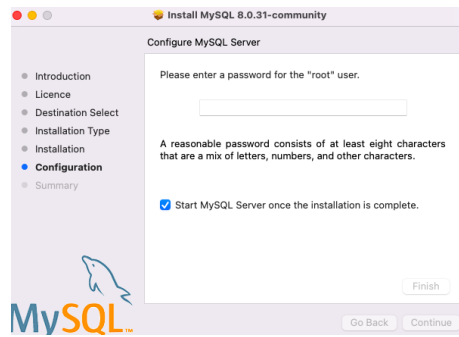 Install MySQL 8.0.31-community
Configure MySQL Server
Introduction
Licence
Destination Select
Installation Type
Installation
Configuration
Summary
Please enter a password for the "root" user.
A reasonable password consists of at least eight characters
that are a mix of letters, numbers, and other characters.
Start MySQL Server once the installation is complete.
Finish
MySQL™
Go Back
Continue